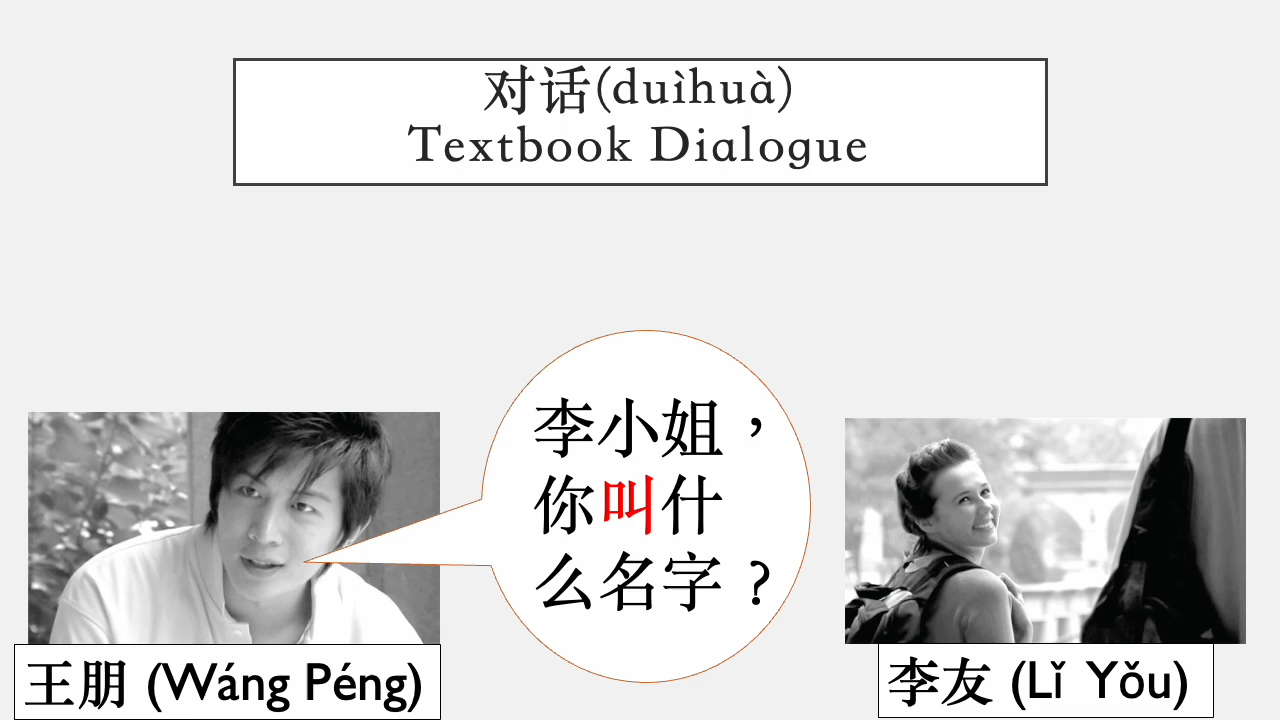 对话(duìhuà)
Textbook Dialogue
李小姐，
你叫什
么名字？
王朋 (Wáng Péng)
李友 (Lǐ Yǒu)